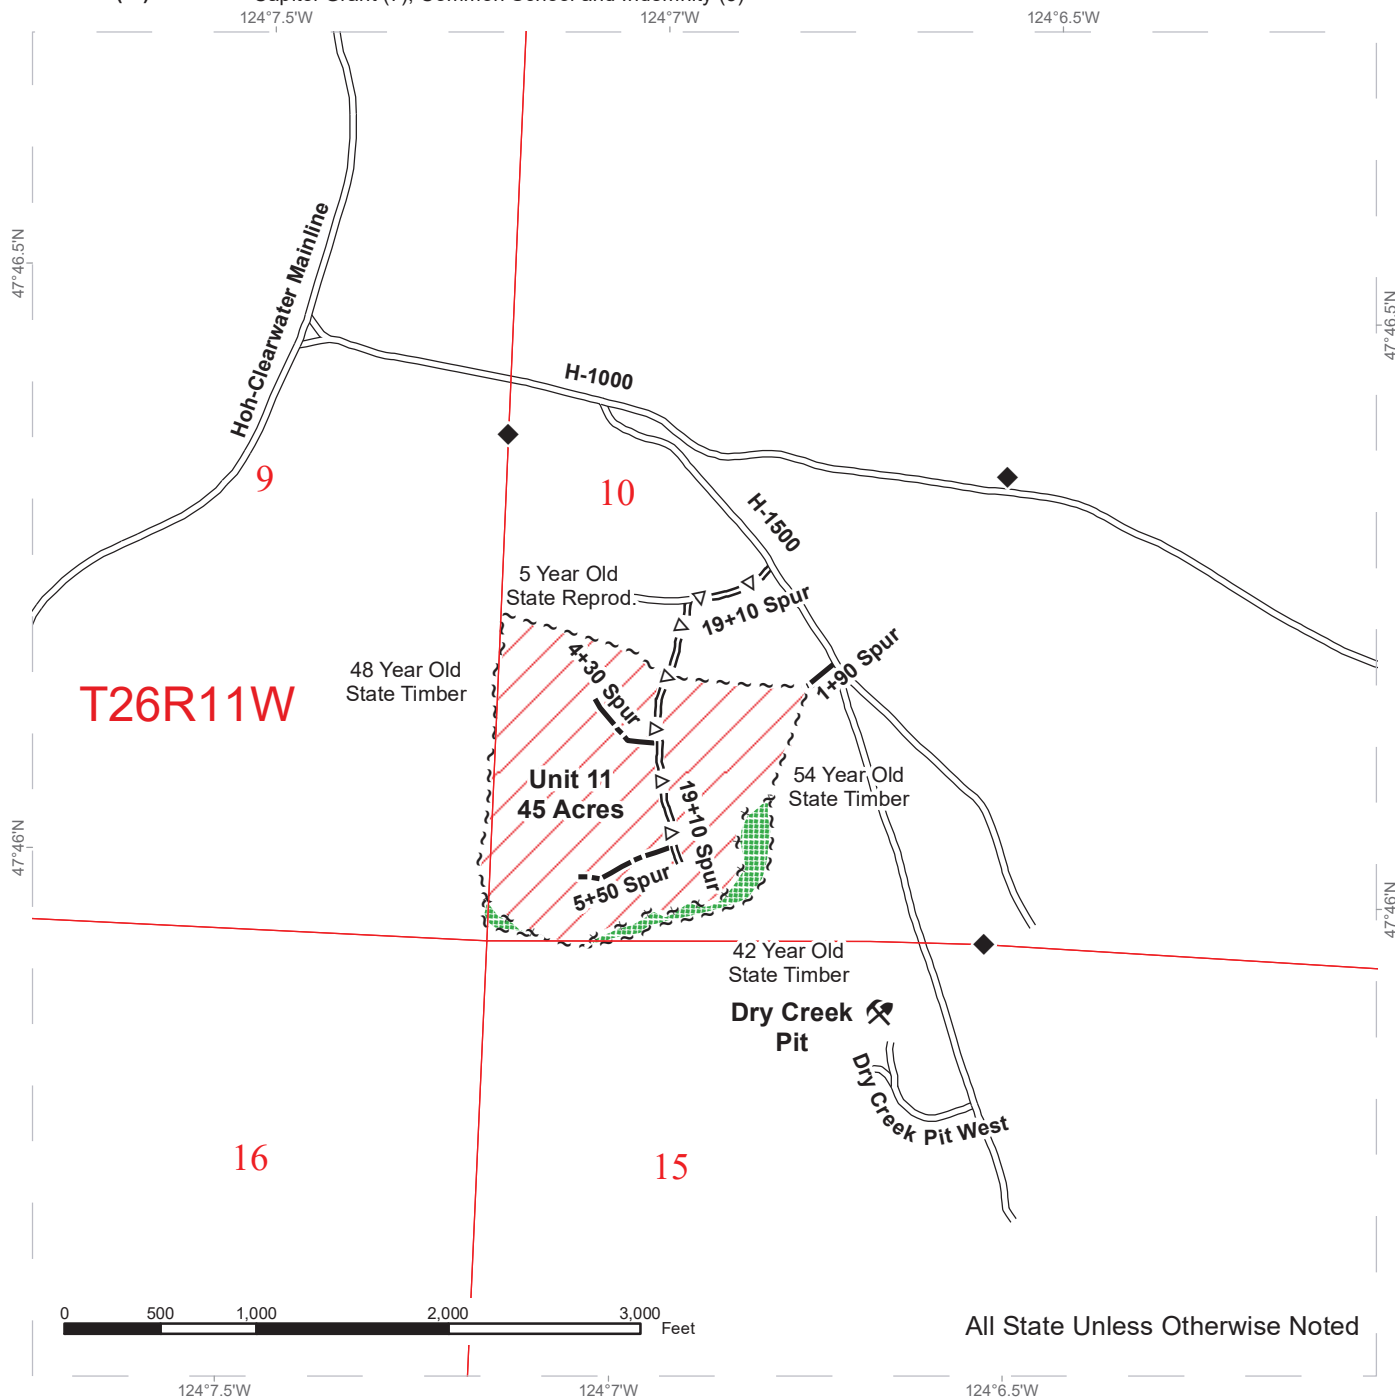 124°7.5'W
124°7'W
124°6.5'W
47°46.5'N
47°46.5'N
Hoh-Clearwater Mainline
H-1000
9
10
H-1500
5 Year Old
State Reprod.
19+10 Spur
4+30 Spur
1+90 Spur
48 Year Old
State Timber
T26R11W
Unit 11
45 Acres
54 Year Old
State Timber
19+10 Spur
5+50 Spur
47°46'N
47°46'N
42 Year Old
State Timber
Dry Creek
Pit
Dry Creek Pit West
16
15
0 500 1,000 2,000 3,000
Feet
All State Unless Otherwise Noted
124°7.5'W
124°7'W
124°6.5'W